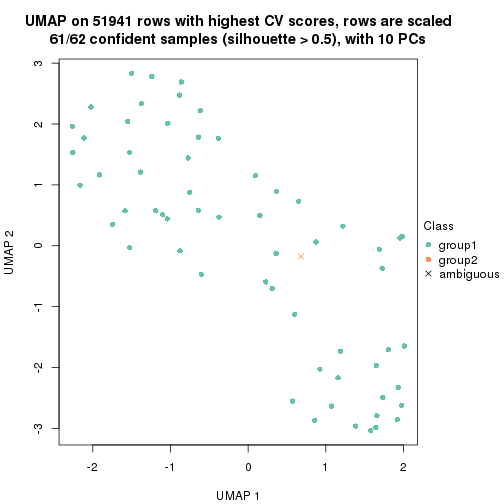 UMAP on 51941 rows with highest CV scores, rows are scaled
61/62 confident samples (silhouette > 0.5), with 10 PCs
3
2
1
0
-1
-2
-3
UMAP 2
-2
-1
0
1
2
UMAP 1
Class
group1
group2
ambiguous